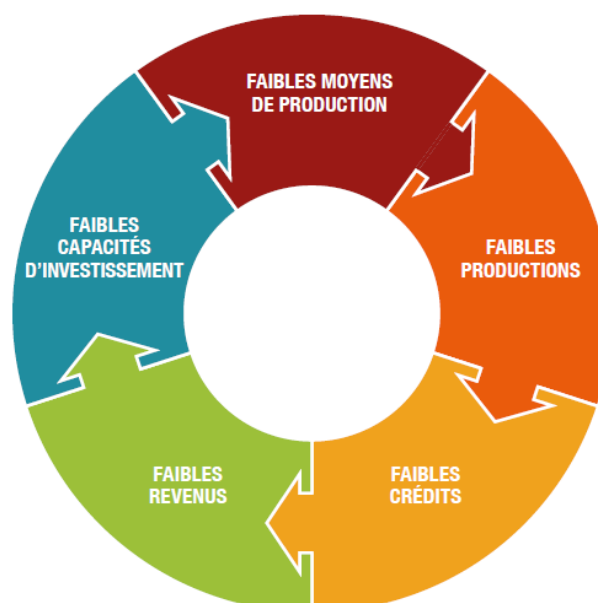 FAIBLES MOYENS
DE PRODUCTION
FAIBLES
PRODUCTIONS
FAIBLES
CRÉDITS
FAIBLES
REVENUS
FAIBLES
CAPACITÉS
D'INVESTISSEMENT